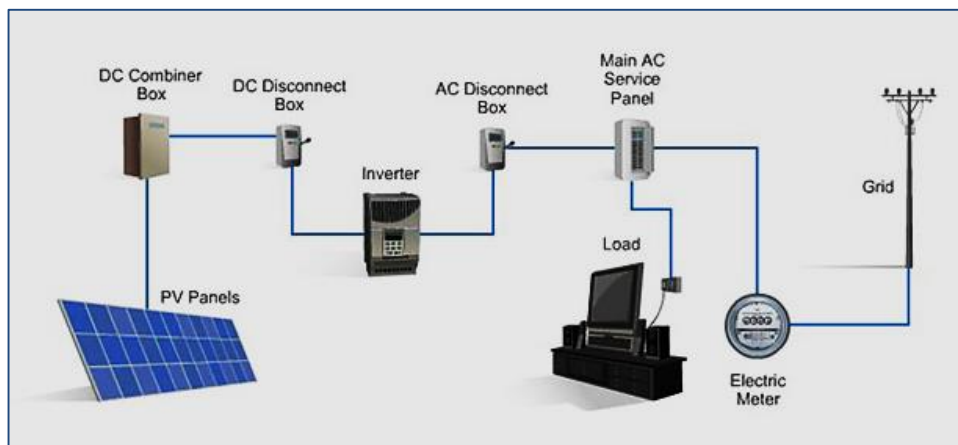 DC Combiner
Box
DC Disconnect
Box
AC Disconnect
Box
Main AC
Service
Panel
Inverter
Grid
Load
PV Panels
Electric
Meter